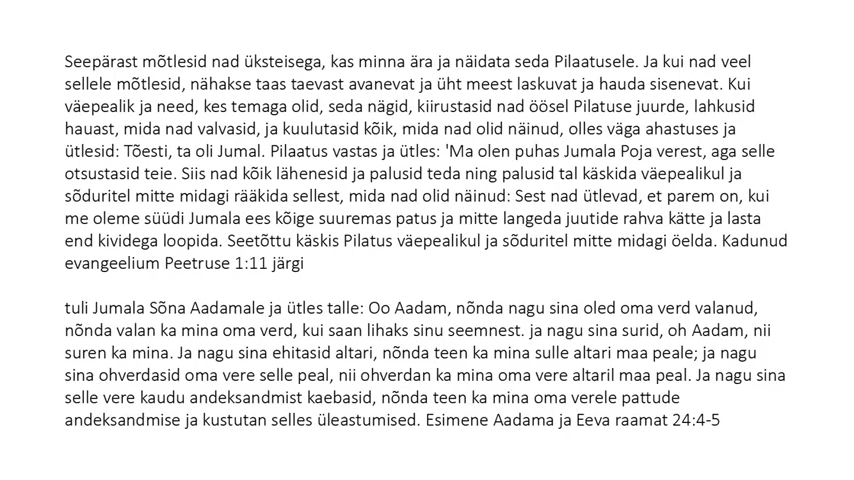 Seepärast mõtlesid nad üksteisega, kas minna ära ja näidata seda Pilaatusele. Ja kui nad veel
sellele mõtlesid, nähakse taas taevast avanevat ja üht meest laskuvat ja hauda sisenevat. Kui
väepealik ja need, kes temaga olid, seda nägid, kiirustasid nad öösel Pilatuse juurde, lahkusid
hauast, mida nad valvasid, ja kuulutasid kõik, mida nad olid näinud, olles väga ahastuses ja
ütlesid: Tõesti, ta oli Jumal. Pilaatus vastas ja ütles: 'Ma olen puhas Jumala Poja verest, aga selle
otsustasid teie. Siis nad kõik lähenesid ja palusid teda ning palusid tal käskida väepealikul ja
sõduritel mitte midagi rääkida sellest, mida nad olid näinud: Sest nad ütlevad, et parem on, kui
me oleme süüdi Jumala ees kõige suuremas patus ja mitte langeda juutide rahva kätte ja lasta
end kividega loopida. Seetõttu käskis Pilatus väepealikul ja sõduritel mitte midagi öelda. Kadunud
evangeelium Peetruse 1:11 järgi
tuli Jumala Sõna Aadamale ja ütles talle: Oo Aadam, nõnda nagu sina oled oma verd valanud,
nõnda valan ka mina oma verd, kui saan lihaks sinu seemnest. ja nagu sina surid, oh Aadam, nii
suren ka mina. Ja nagu sina ehitasid altari, nõnda teen ka mina sulle altari maa peale; ja nagu
sina ohverdasid oma vere selle peal, nii ohverdan ka mina oma vere altaril maa peal. Ja nagu sina
selle vere kaudu andeksandmist kaebasid, nõnda teen ka mina oma verele pattude
andeksandmise ja kustutan selles üleastumised. Esimene Aadama ja Eeva raamat 24:4-5